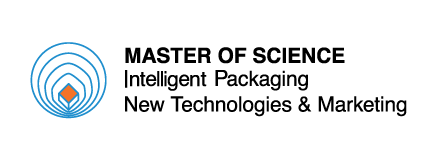 MASTER OF SCIENCE
Intelligent Packaging
New Technologies & Marketing